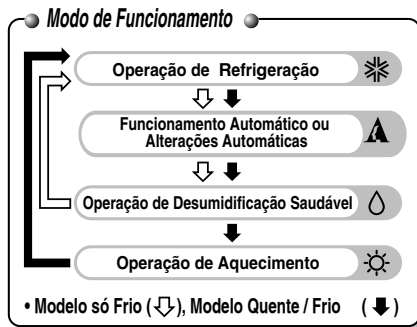 Modo de Funcionamento
Operação de Refrigeração
Funcionamento Automático ou
Alterações Automáticas
Operação de Desumidificação Saudável
Operação de Aquecimento
• Modelo só Frio (⇩), Modelo Quente / Frio (🡇)